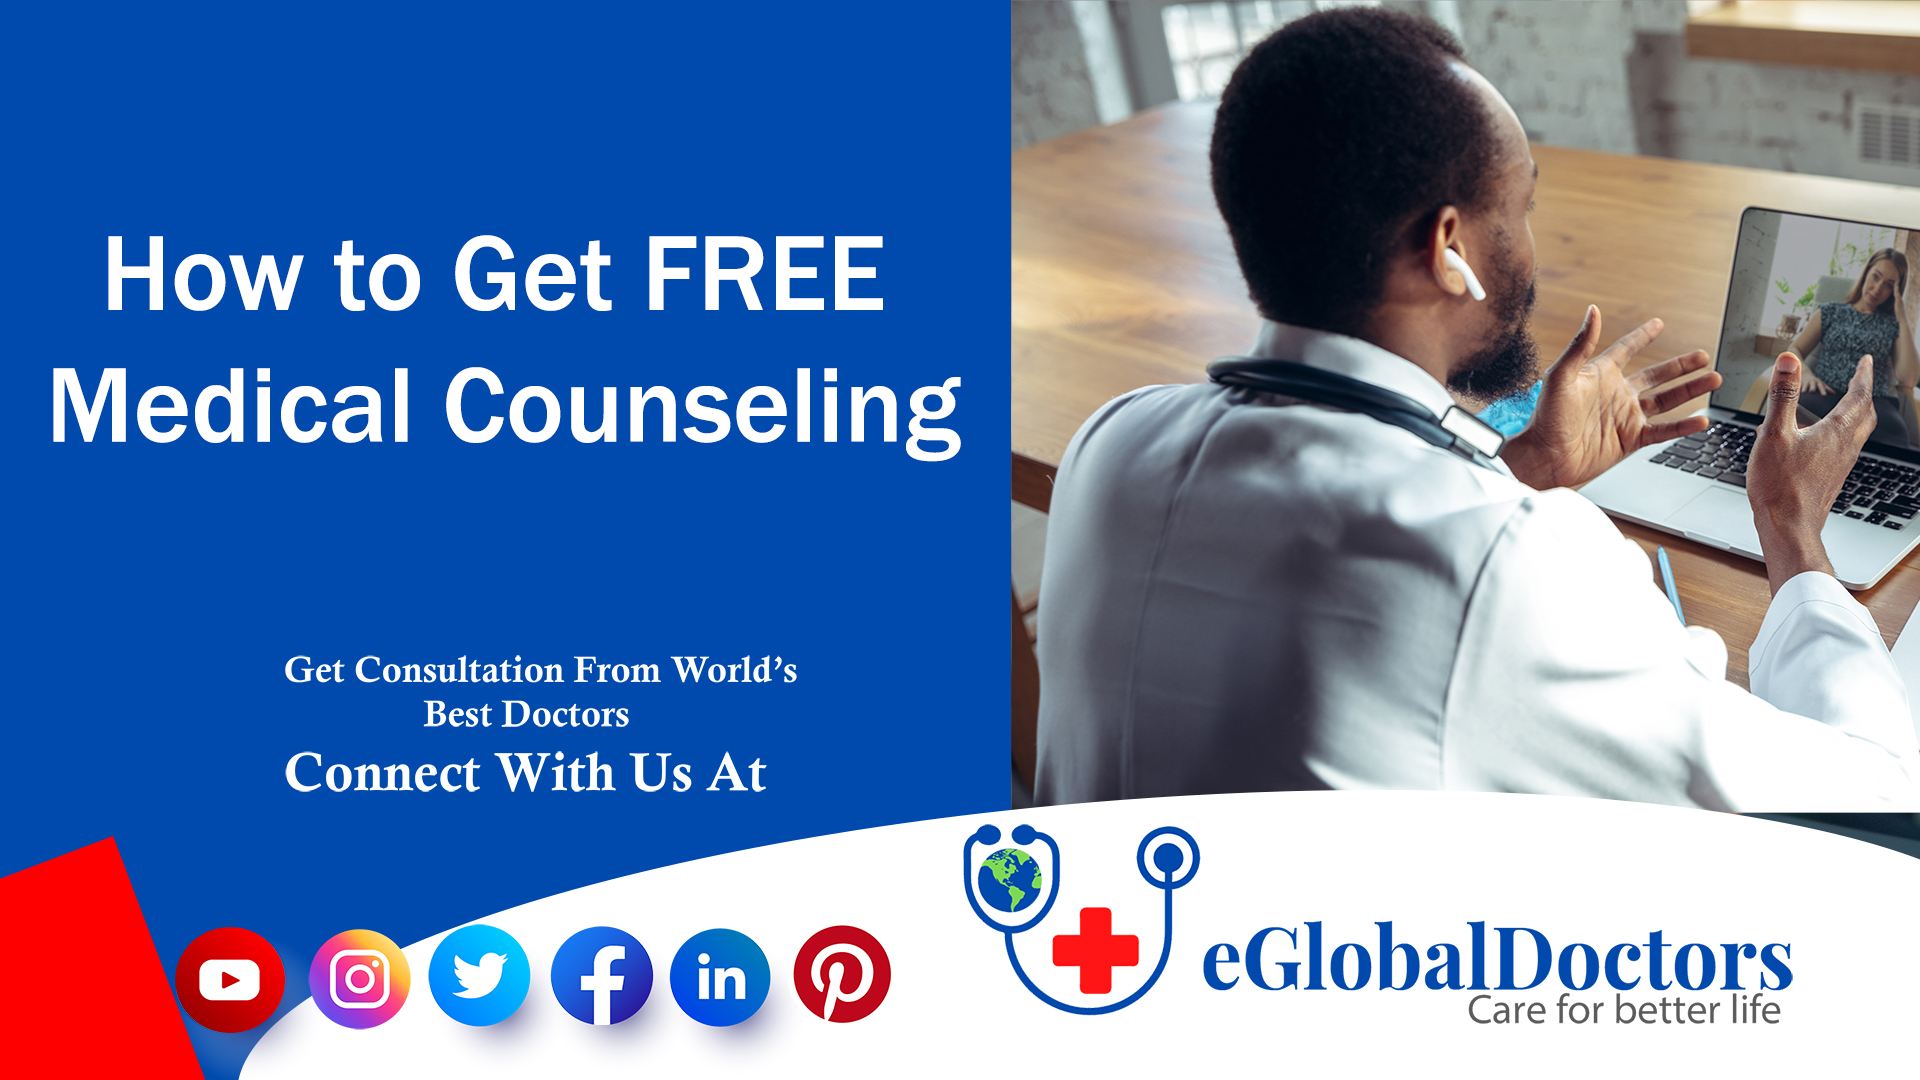 How to Get FREE
Medical Counseling
Get Consultation From World's
Best Doctors
Connect With Us At
in
eGlobalDoctors
Care for better life